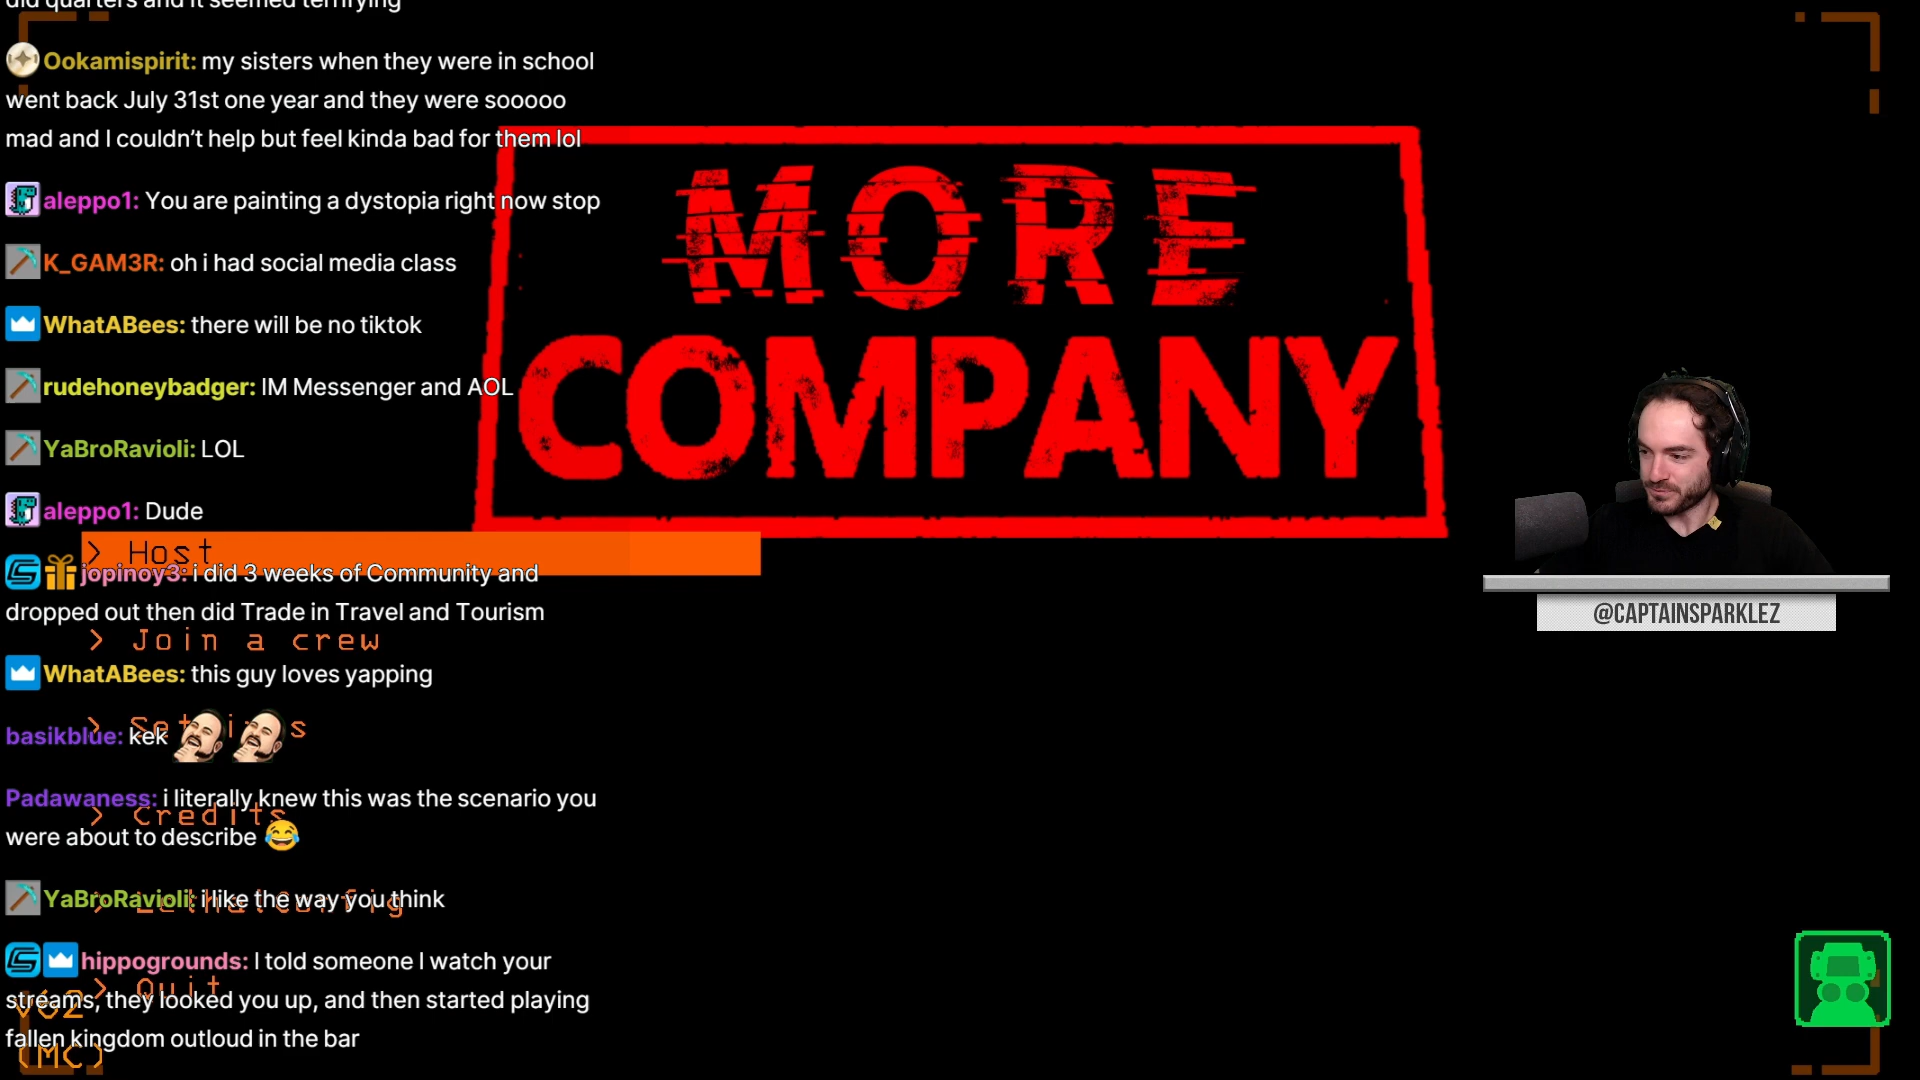 did quarters and it seemed terrifying
Ookamispirit: my sisters when they were in school
went back July 31st one year and they were sooooo
mad and I couldn't help but feel kinda bad for them lol
aleppo1: You are painting a dystopia right now stop
K_GAM3R: oh i had social media class
WhatABees: there will be no tiktok
rudehoneybadger: IM Messenger and AOL
YaBroRavioli: LOL
aleppo1: Dude
jopinoy3: i did 3 weeks of Community and
dropped out then did Trade in Travel and Tourism
WhatABees: this guy loves yapping
basikblue: kek
Padawaness: i literally knew this was the scenario you
were about to describe 😂
YaBroRavioli: i like the way you think
hippogrounds: I told someone I watch your
streams, they looked you up, and then started playing
fallen kingdom outloud in the bar
MORE
COMPANY
> Host
> Join a crew
> Credits
> Quit
v62
(MC)
@CAPTAINSPARKLEZ